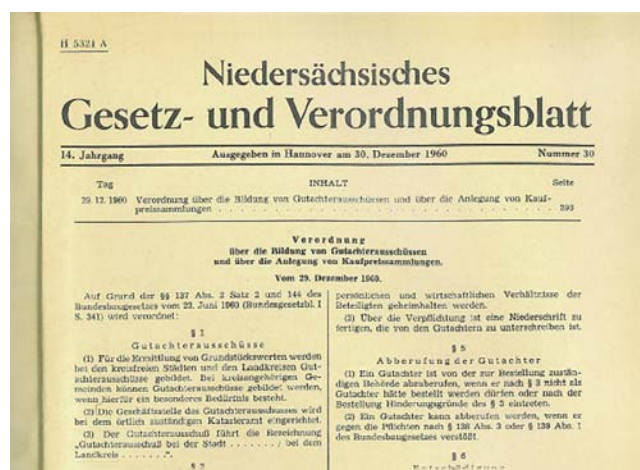 H 5321 A
Niedersächsisches
Gesetz- und Verordnungsblatt
14. Jahrgang Ausgegeben in Hannover am 30. Dezember 1960 Nummer 30
Tag INHALT Seite
29. 12. 1960 Verordnung über die Bildung von Gutachterausschüssen und über die Anlegung von Kauf-
preissammlungen . . . . . . . . . . . . . . . . . . . . . . . . . 293
Verordnung
über die Bildung von Gutachterausschüssen
und über die Anlegung von Kaufpreissammlungen.
Vom 29. Dezember 1960.
Auf Grund der §§ 137 Abs. 2 Satz 2 und 144 des
Bundesbaugesetzes vom 23. Juni 1960 (Bundesgesetzbl. I
S. 341) wird verordnet:
§ 1
Gutachterausschüsse
(1) Für die Ermittlung von Grundstückswerten werden
bei den kreisfreien Städten und den Landkreisen Gut-
achterausschüsse gebildet. Bei kreisangehörigen Ge-
meinden können Gutachterausschüsse gebildet werden,
wenn hierfür ein besonderes Bedürfnis besteht.
(2) Die Geschäftsstelle des Gutachterausschusses wird
bei dem örtlich zuständigen Katasteramt eingerichtet.
(3) Der Gutachterausschuß führt die Bezeichnung
„Gutachterausschuß bei der Stadt . . . . . . . / bei dem
Landkreis . . . . . . .“.
§ 2
persönlichen und wirtschaftlichen Verhältnisse der
Beteiligten geheimhalten werden.
(3) Über die Verpflichtung ist eine Niederschrift zu
fertigen, die von den Gutachtern zu unterschreiben ist.
§ 5
Abberufung der Gutachter
(1) Ein Gutachter ist von der zur Bestellung zustän-
digen Behörde abzuberufen, wenn er nach § 3 nicht als
Gutachter hätte bestellt werden dürfen oder nach der
Bestellung Hinderungsgründe des § 3 eintreten.
(2) Ein Gutachter kann abberufen werden, wenn er
gegen die Pflichten nach § 138 Abs. 3 oder § 139 Abs. 1
des Bundesbaugesetzes verstößt.
§ 6